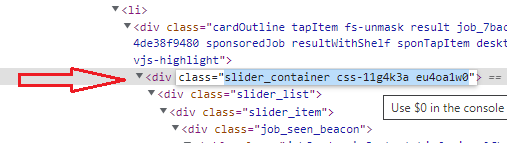 ▼<li>
▼<div class="cardOutline tapItem fs-unmask result job_7bac
4de38f9480 sponsoredJob resultWithShelf sponTapItem deskt
vjs-highlight">
▼<div class="slider_container css-11g4k3a eu4oa1w0"> ==
▼<div class="slider_list">
▼<div class="slider_item">
Use $0 in the console
▼<div class="job_seen_beacon">